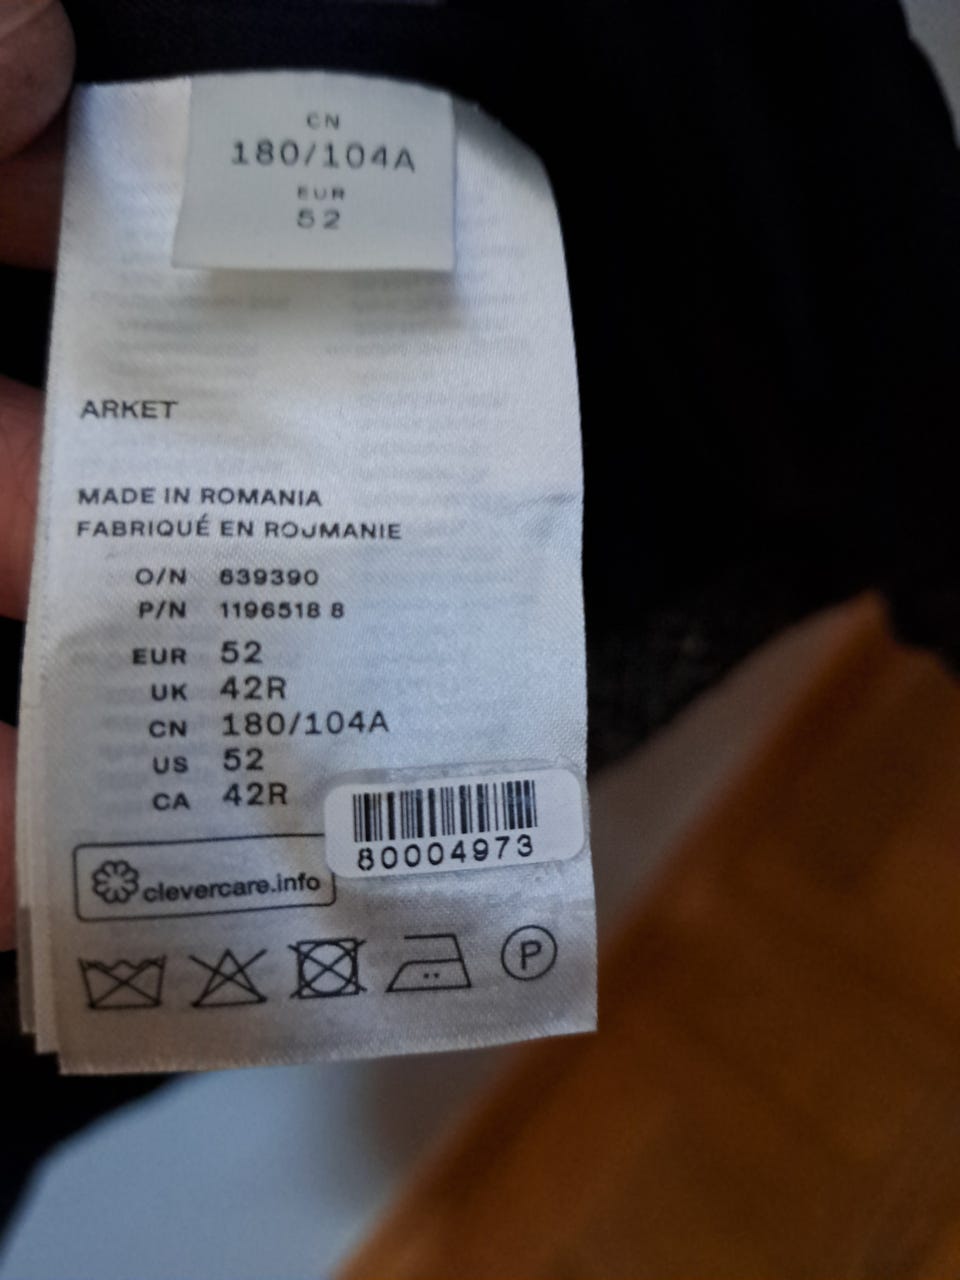 CN
180/104A
EUR
52
ARKET
MADE IN ROMANIA
FABRIQUÉ EN ROUMANIE
O/N 639390
P/N 1196518 8
EUR 52
UK 42R
CN 180/104A
US 52
CA 42R
80004973
clevercare.info
P